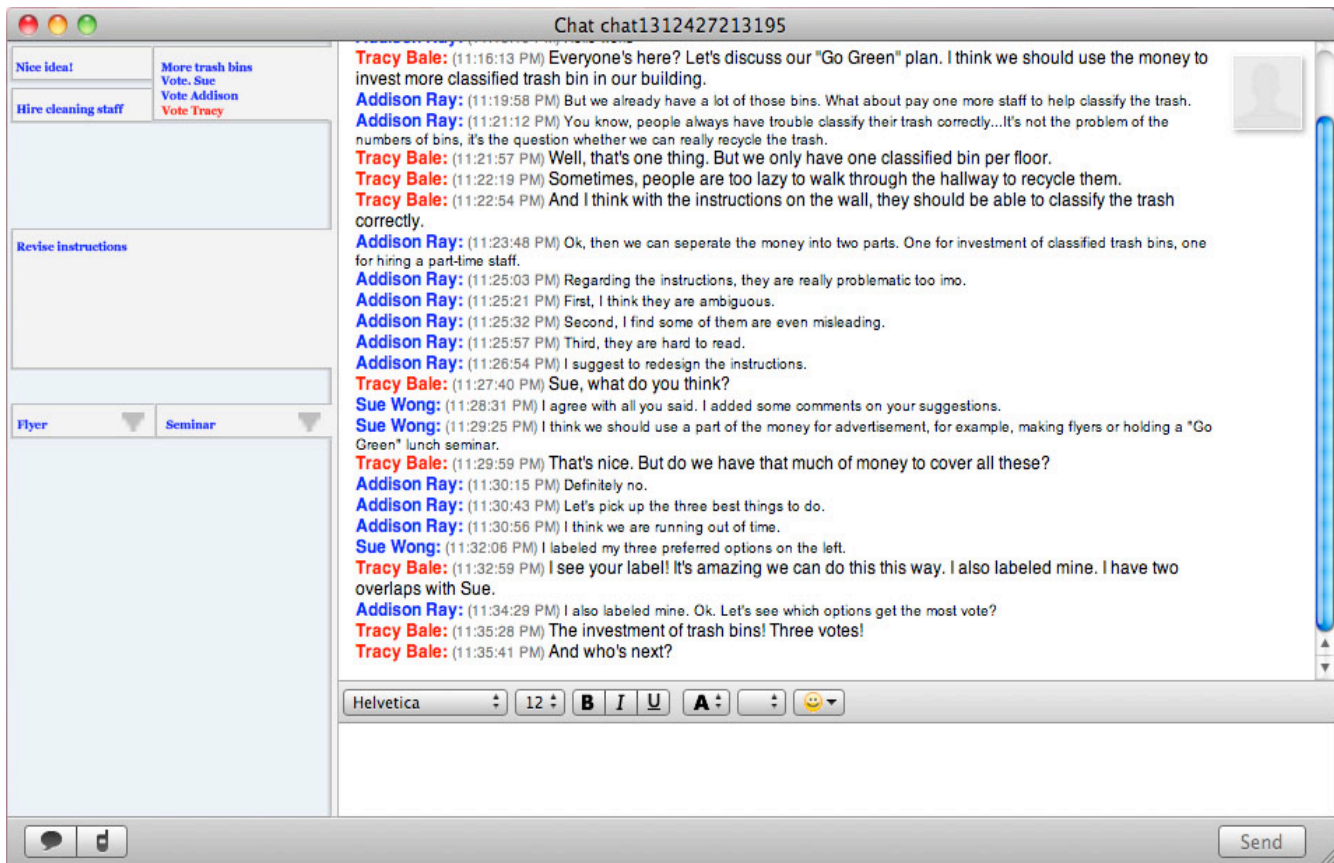 Chat chat1312427213195
Nice idea!
More trash bins
Vote. Sue
Hire cleaning staff
Vote Addison
Vote Tracy
Revise instructions
Flyer
Seminar
Tracy Bale: (11:16:13 PM) Everyone's here? Let's discuss our "Go Green" plan. I think we should use the money to
invest more classified trash bin in our building.
Addison Ray: (11:19:58 PM) But we already have a lot of those bins. What about pay one more staff to help classify the trash.
Addison Ray: (11:21:12 PM) You know, people always have trouble classify their trash correctly...It's not the problem of the
numbers of bins, it's the question whether we can really recycle the trash.
Tracy Bale: (11:21:57 PM) Well, that's one thing. But we only have one classified bin per floor.
Tracy Bale: (11:22:19 PM) Sometimes, people are too lazy to walk through the hallway to recycle them.
Tracy Bale: (11:22:54 PM) And I think with the instructions on the wall, they should be able to classify the trash
correctly.
Addison Ray: (11:23:48 PM) Ok, then we can seperate the money into two parts. One for investment of classified trash bins, one
for hiring a part-time staff.
Addison Ray: (11:25:03 PM) Regarding the instructions, they are really problematic too imo.
Addison Ray: (11:25:21 PM) First, I think they are ambiguous.
Addison Ray: (11:25:32 PM) Second, I find some of them are even misleading.
Addison Ray: (11:25:57 PM) Third, they are hard to read.
Addison Ray: (11:26:54 PM) I suggest to redesign the instructions.
Tracy Bale: (11:27:40 PM) Sue, what do you think?
Sue Wong: (11:28:31 PM) I agree with all you said. I added some comments on your suggestions.
Sue Wong: (11:29:25 PM) I think we should use a part of the money for advertisement, for example, making flyers or holding a "Go
Green" lunch seminar.
Tracy Bale: (11:29:59 PM) That's nice. But do we have that much of money to cover all these?
Addison Ray: (11:30:15 PM) Definitely no.
Addison Ray: (11:30:43 PM) Let's pick up the three best things to do.
Addison Ray: (11:30:56 PM) I think we are running out of time.
Sue Wong: (11:32:06 PM) I labeled my three preferred options on the left.
Tracy Bale: (11:32:59 PM) I see your label! It's amazing we can do this this way. I also labeled mine. I have two
overlaps with Sue.
Addison Ray: (11:34:29 PM) I also labeled mine. Ok. Let's see which options get the most vote?
Tracy Bale: (11:35:28 PM) The investment of trash bins! Three votes!
Tracy Bale: (11:35:41 PM) And who's next?
Helvetica 12 B I U A
Send